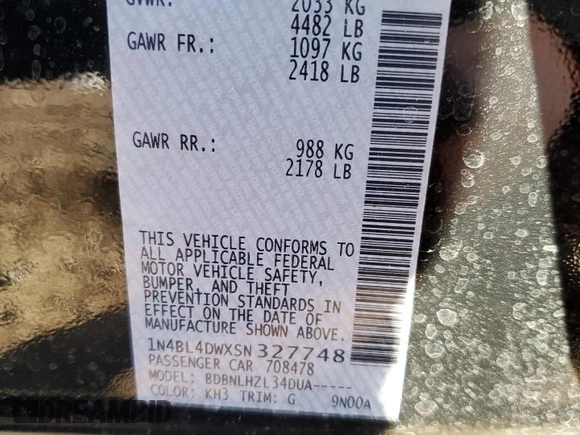 GVWR: 2033 KG
4482 LB
GAWR FR.: 1097 KG
2418 LB
GAWR RR.: 988 KG
2178 LB
THIS VEHICLE CONFORMS TO
ALL APPLICABLE FEDERAL
MOTOR VEHICLE SAFETY,
BUMPER, AND THEFT
PREVENTION STANDARDS IN
EFFECT ON THE DATE OF
MANUFACTURE SHOWN ABOVE.
1N4BL4DWXSN327748
PASSENGER CAR 708478
MODEL: BDBNLHZL34DUA-----
COLOR: KH3 TRIM: G 9N00A
DREAMBID